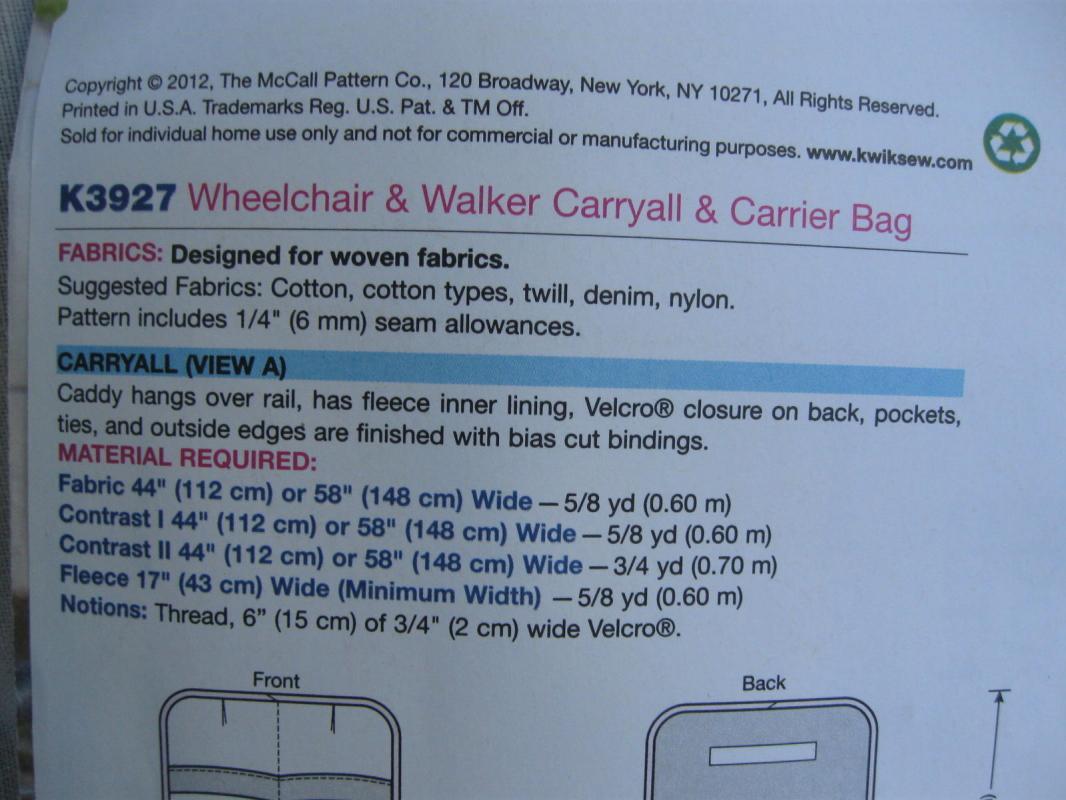 Copyright © 2012, The McCall Pattern Co., 120 Broadway, New York, NY 10271, All Rights Reserved.
Printed in U.S.A. Trademarks Reg. U.S. Pat. & TM Off.
Sold for individual home use only and not for commercial or manufacturing purposes. www.kwiksew.com
K3927 Wheelchair & Walker Carryall & Carrier Bag
FABRICS: Designed for woven fabrics.
Suggested Fabrics: Cotton, cotton types, twill, denim, nylon.
Pattern includes 1/4" (6 mm) seam allowances.
CARRYALL (VIEW A)
Caddy hangs over rail, has fleece inner lining, Velcro® closure on back, pockets,
ties, and outside edges are finished with bias cut bindings.
MATERIAL REQUIRED:
Fabric 44" (112 cm) or 58" (148 cm) Wide — 5/8 yd (0.60 m)
Contrast I 44" (112 cm) or 58" (148 cm) Wide — 5/8 yd (0.60 m)
Contrast II 44" (112 cm) or 58" (148 cm) Wide — 3/4 yd (0.70 m)
Fleece 17" (43 cm) Wide (Minimum Width) — 5/8 yd (0.60 m)
Notions: Thread, 6” (15 cm) of 3/4" (2 cm) wide Velcro®.
Front
Back